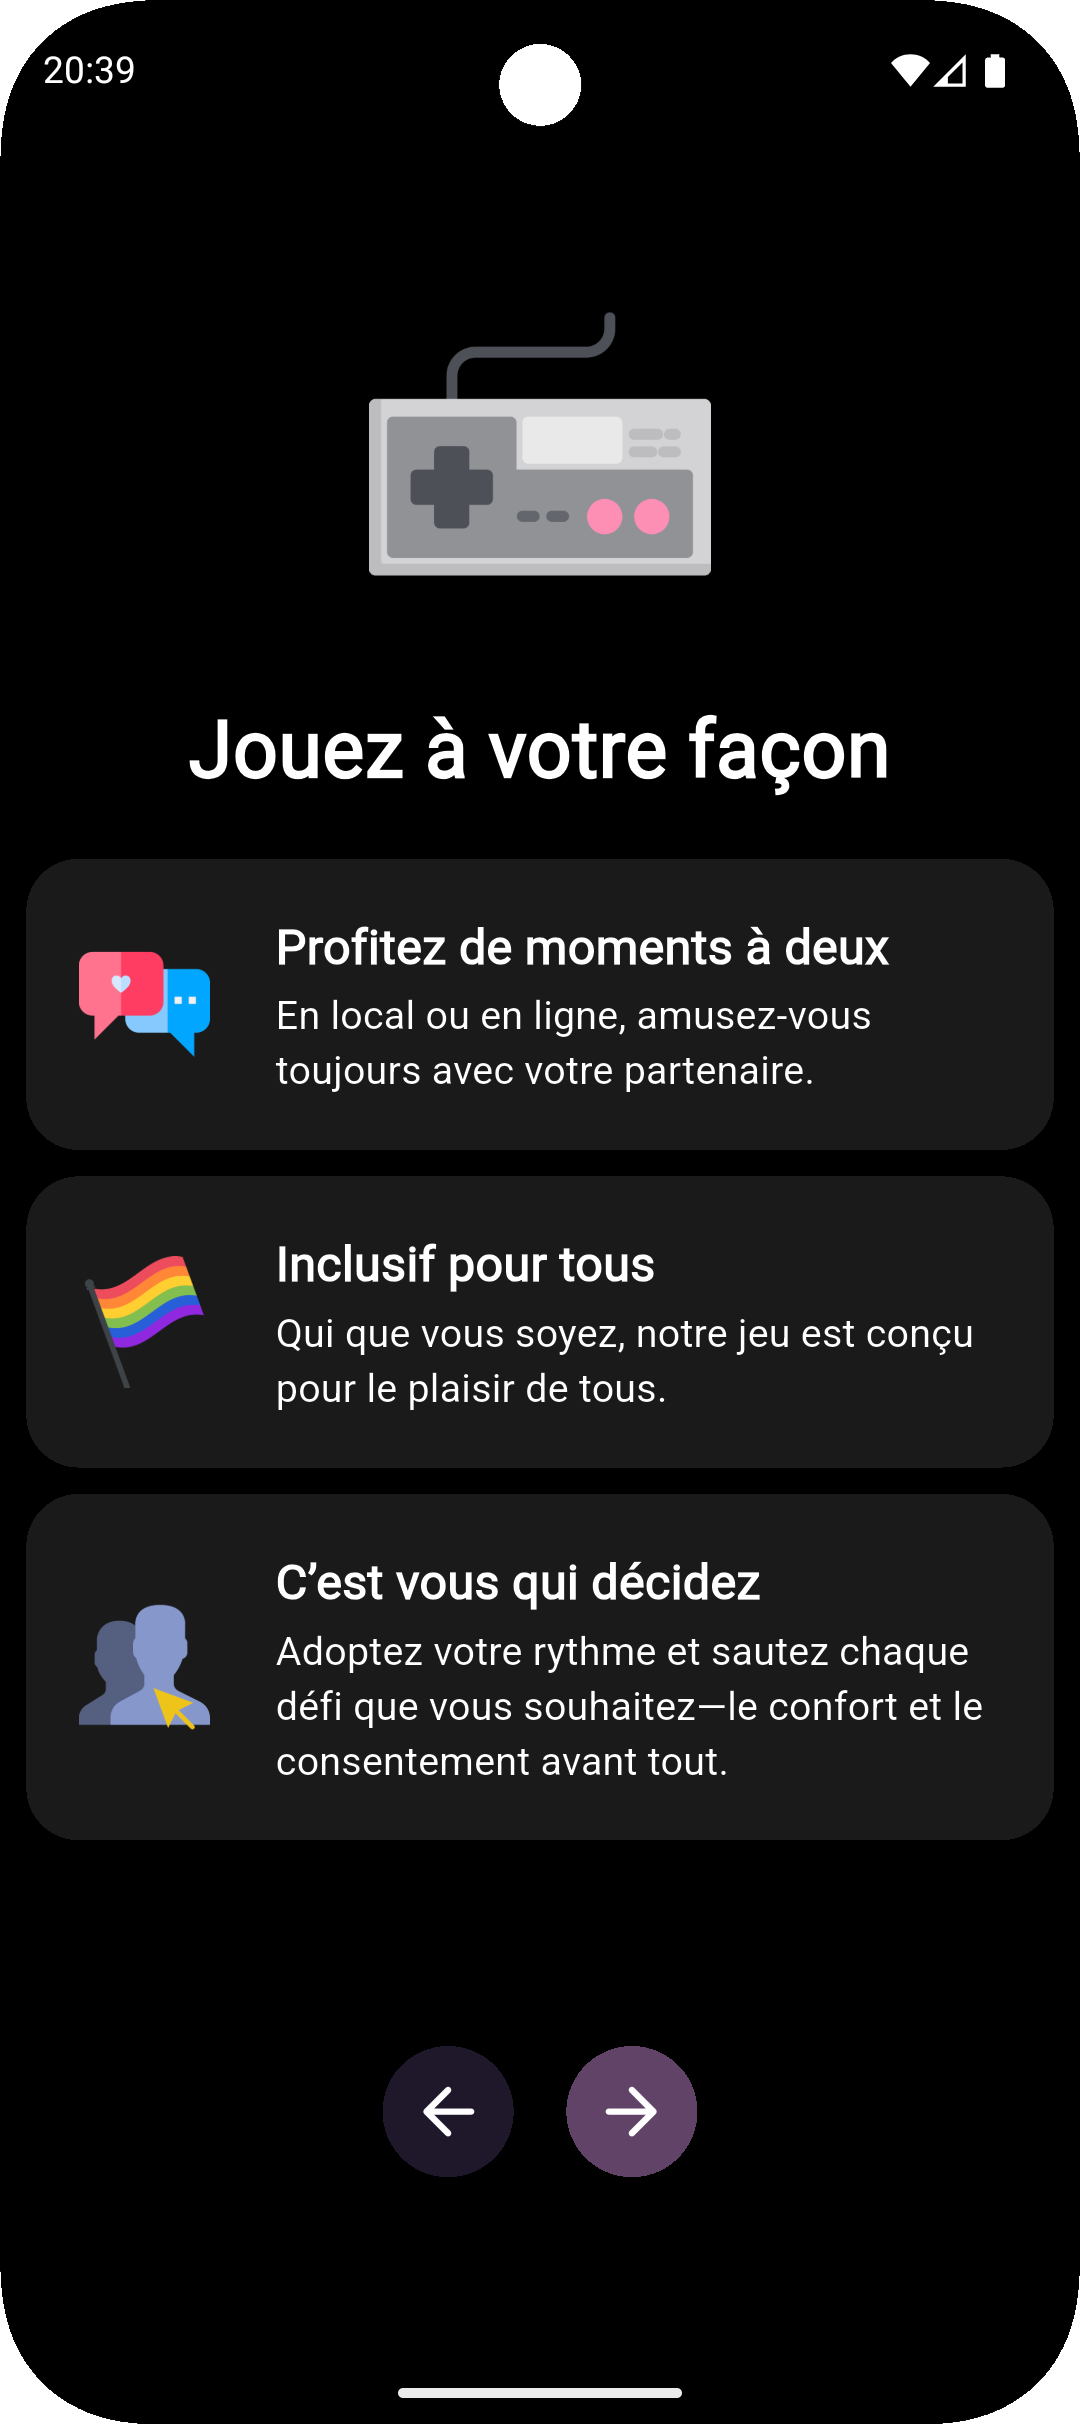 20:39
Jouez à votre façon
Profitez de moments à deux
En local ou en ligne, amusez-vous
toujours avec votre partenaire.
Inclusif pour tous
Qui que vous soyez, notre jeu est conçu
pour le plaisir de tous.
C’est vous qui décidez
Adoptez votre rythme et sautez chaque
défi que vous souhaitez—le confort et le
consentement avant tout.